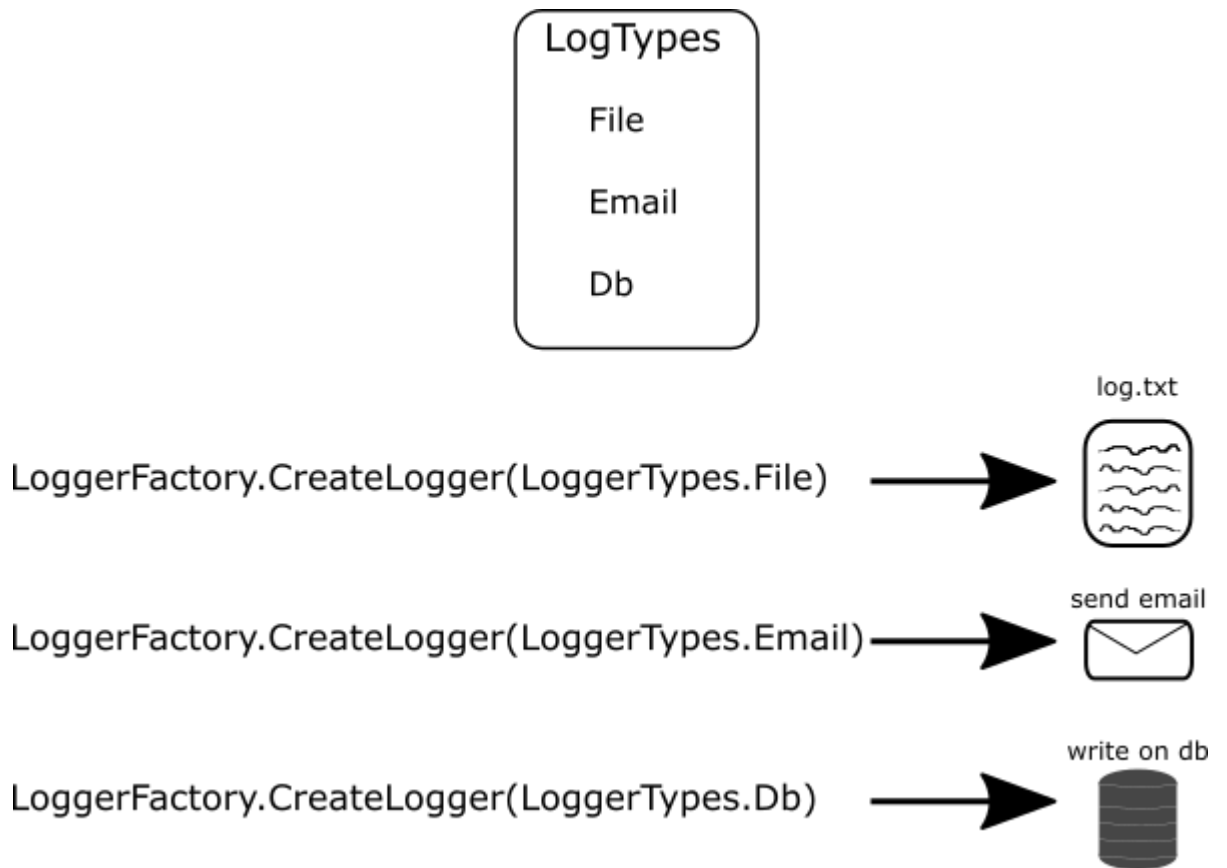 LogTypes
File
Email
Db
log.txt
LoggerFactory.CreateLogger(LoggerTypes.File)
send email
LoggerFactory.CreateLogger(LoggerTypes.Email)
write on db
LoggerFactory.CreateLogger(LoggerTypes.Db)